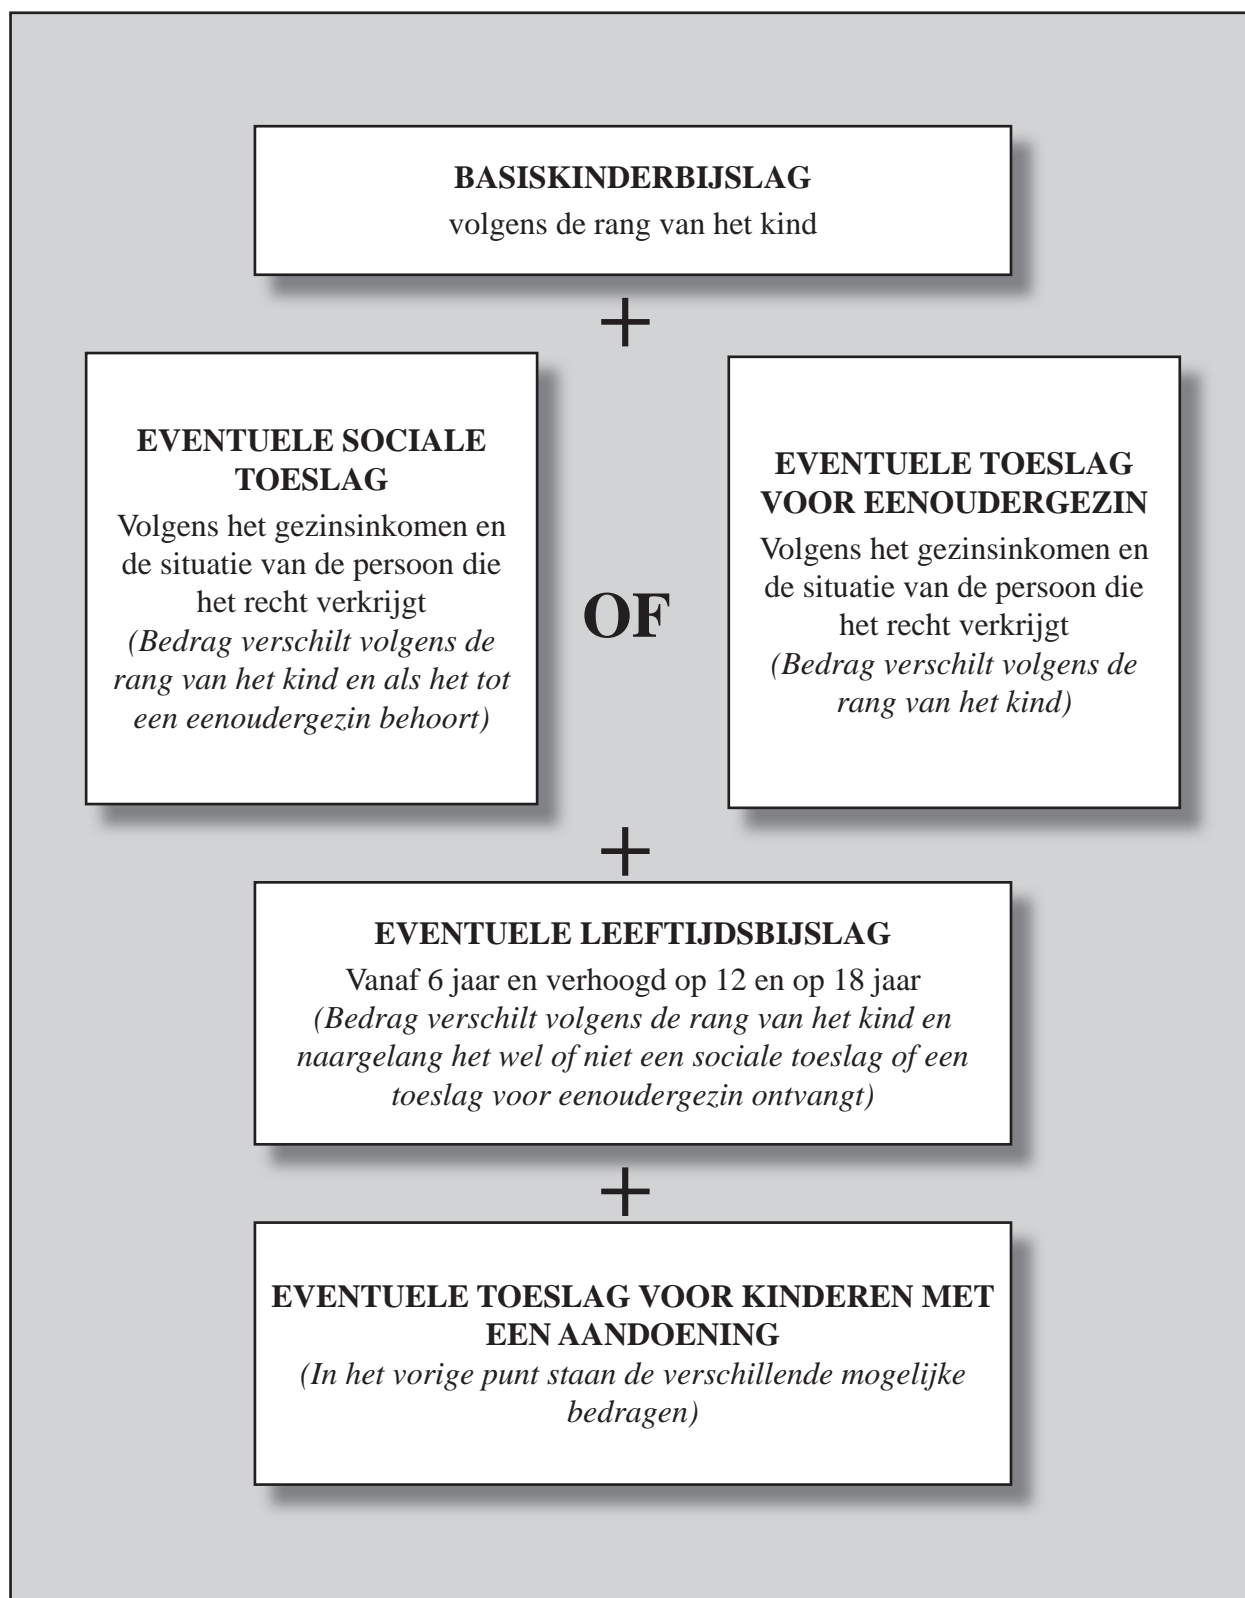 BASISKINDERBIJSLAG
volgens de rang van het kind
+
EVENTUELE SOCIALE
TOESLAG
Volgens het gezinsinkomen en
de situatie van de persoon die
het recht verkrijgt
(Bedrag verschilt volgens de
rang van het kind en als het tot
een eenoudergezin behoort)
OF
EVENTUELE TOESLAG
VOOR EENOUDERGEZIN
Volgens het gezinsinkomen en
de situatie van de persoon die
het recht verkrijgt
(Bedrag verschilt volgens de
rang van het kind)
+
EVENTUELE LEEFTIJDSBIJSLAG
Vanaf 6 jaar en verhoogd op 12 en op 18 jaar
(Bedrag verschilt volgens de rang van het kind en
naargelang het wel of niet een sociale toeslag of een
toeslag voor eenoudergezin ontvangt)
+
EVENTUELE TOESLAG VOOR KINDEREN MET
EEN AANDOENING
(In het vorige punt staan de verschillende mogelijke
bedragen)